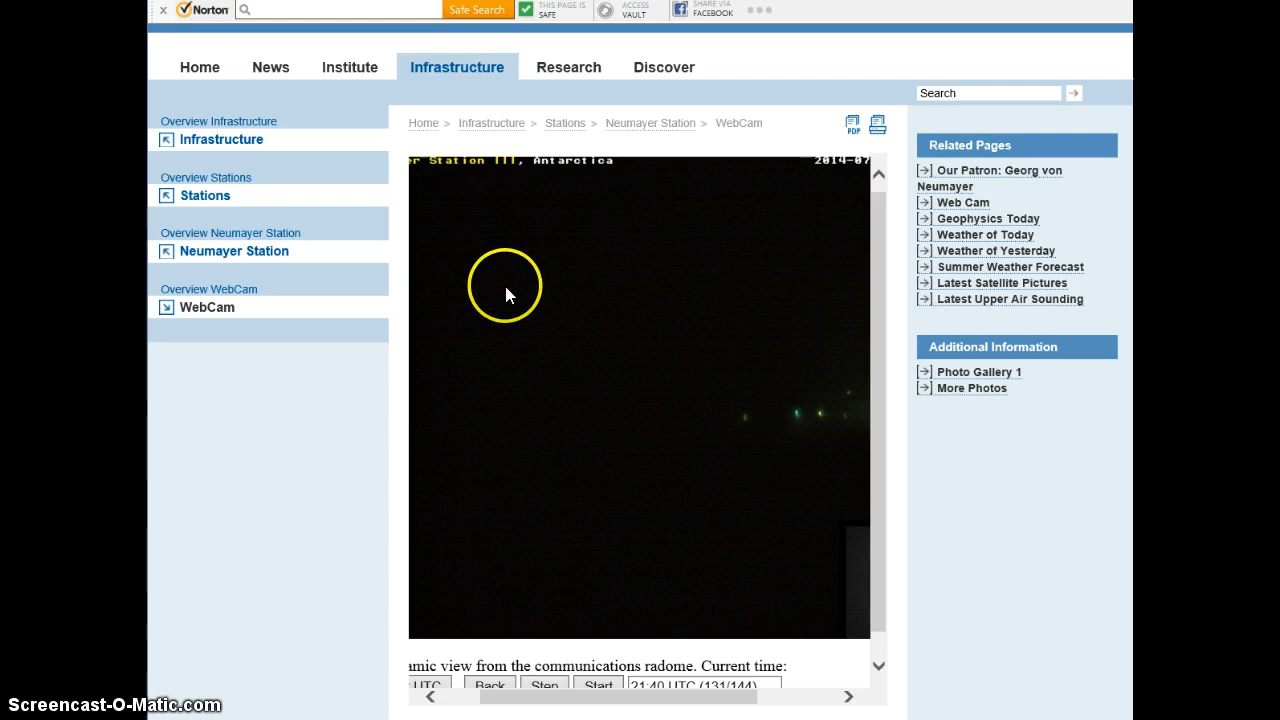 Norton
Safe Search
THIS PAGE IS
SAFE
ACCESS
VAULT
SHARE VIA
FACEBOOK
Home
News
Institute
Infrastructure
Research
Discover
Search
Overview Infrastructure
Infrastructure
Overview Stations
Stations
Overview Neumayer Station
Neumayer Station
Overview WebCam
WebCam
Home > Infrastructure > Stations > Neumayer Station > WebCam
PDF
er Station III, Antarctica 2014-07
amic view from the communications radome. Current time:
UTC Back Step Start 21:40 UTC (131/144)
Related Pages
Our Patron: Georg von
Neumayer
Web Cam
Geophysics Today
Weather of Today
Weather of Yesterday
Summer Weather Forecast
Latest Satellite Pictures
Latest Upper Air Sounding
Additional Information
Photo Gallery 1
More Photos
Screencast-O-Matic.com